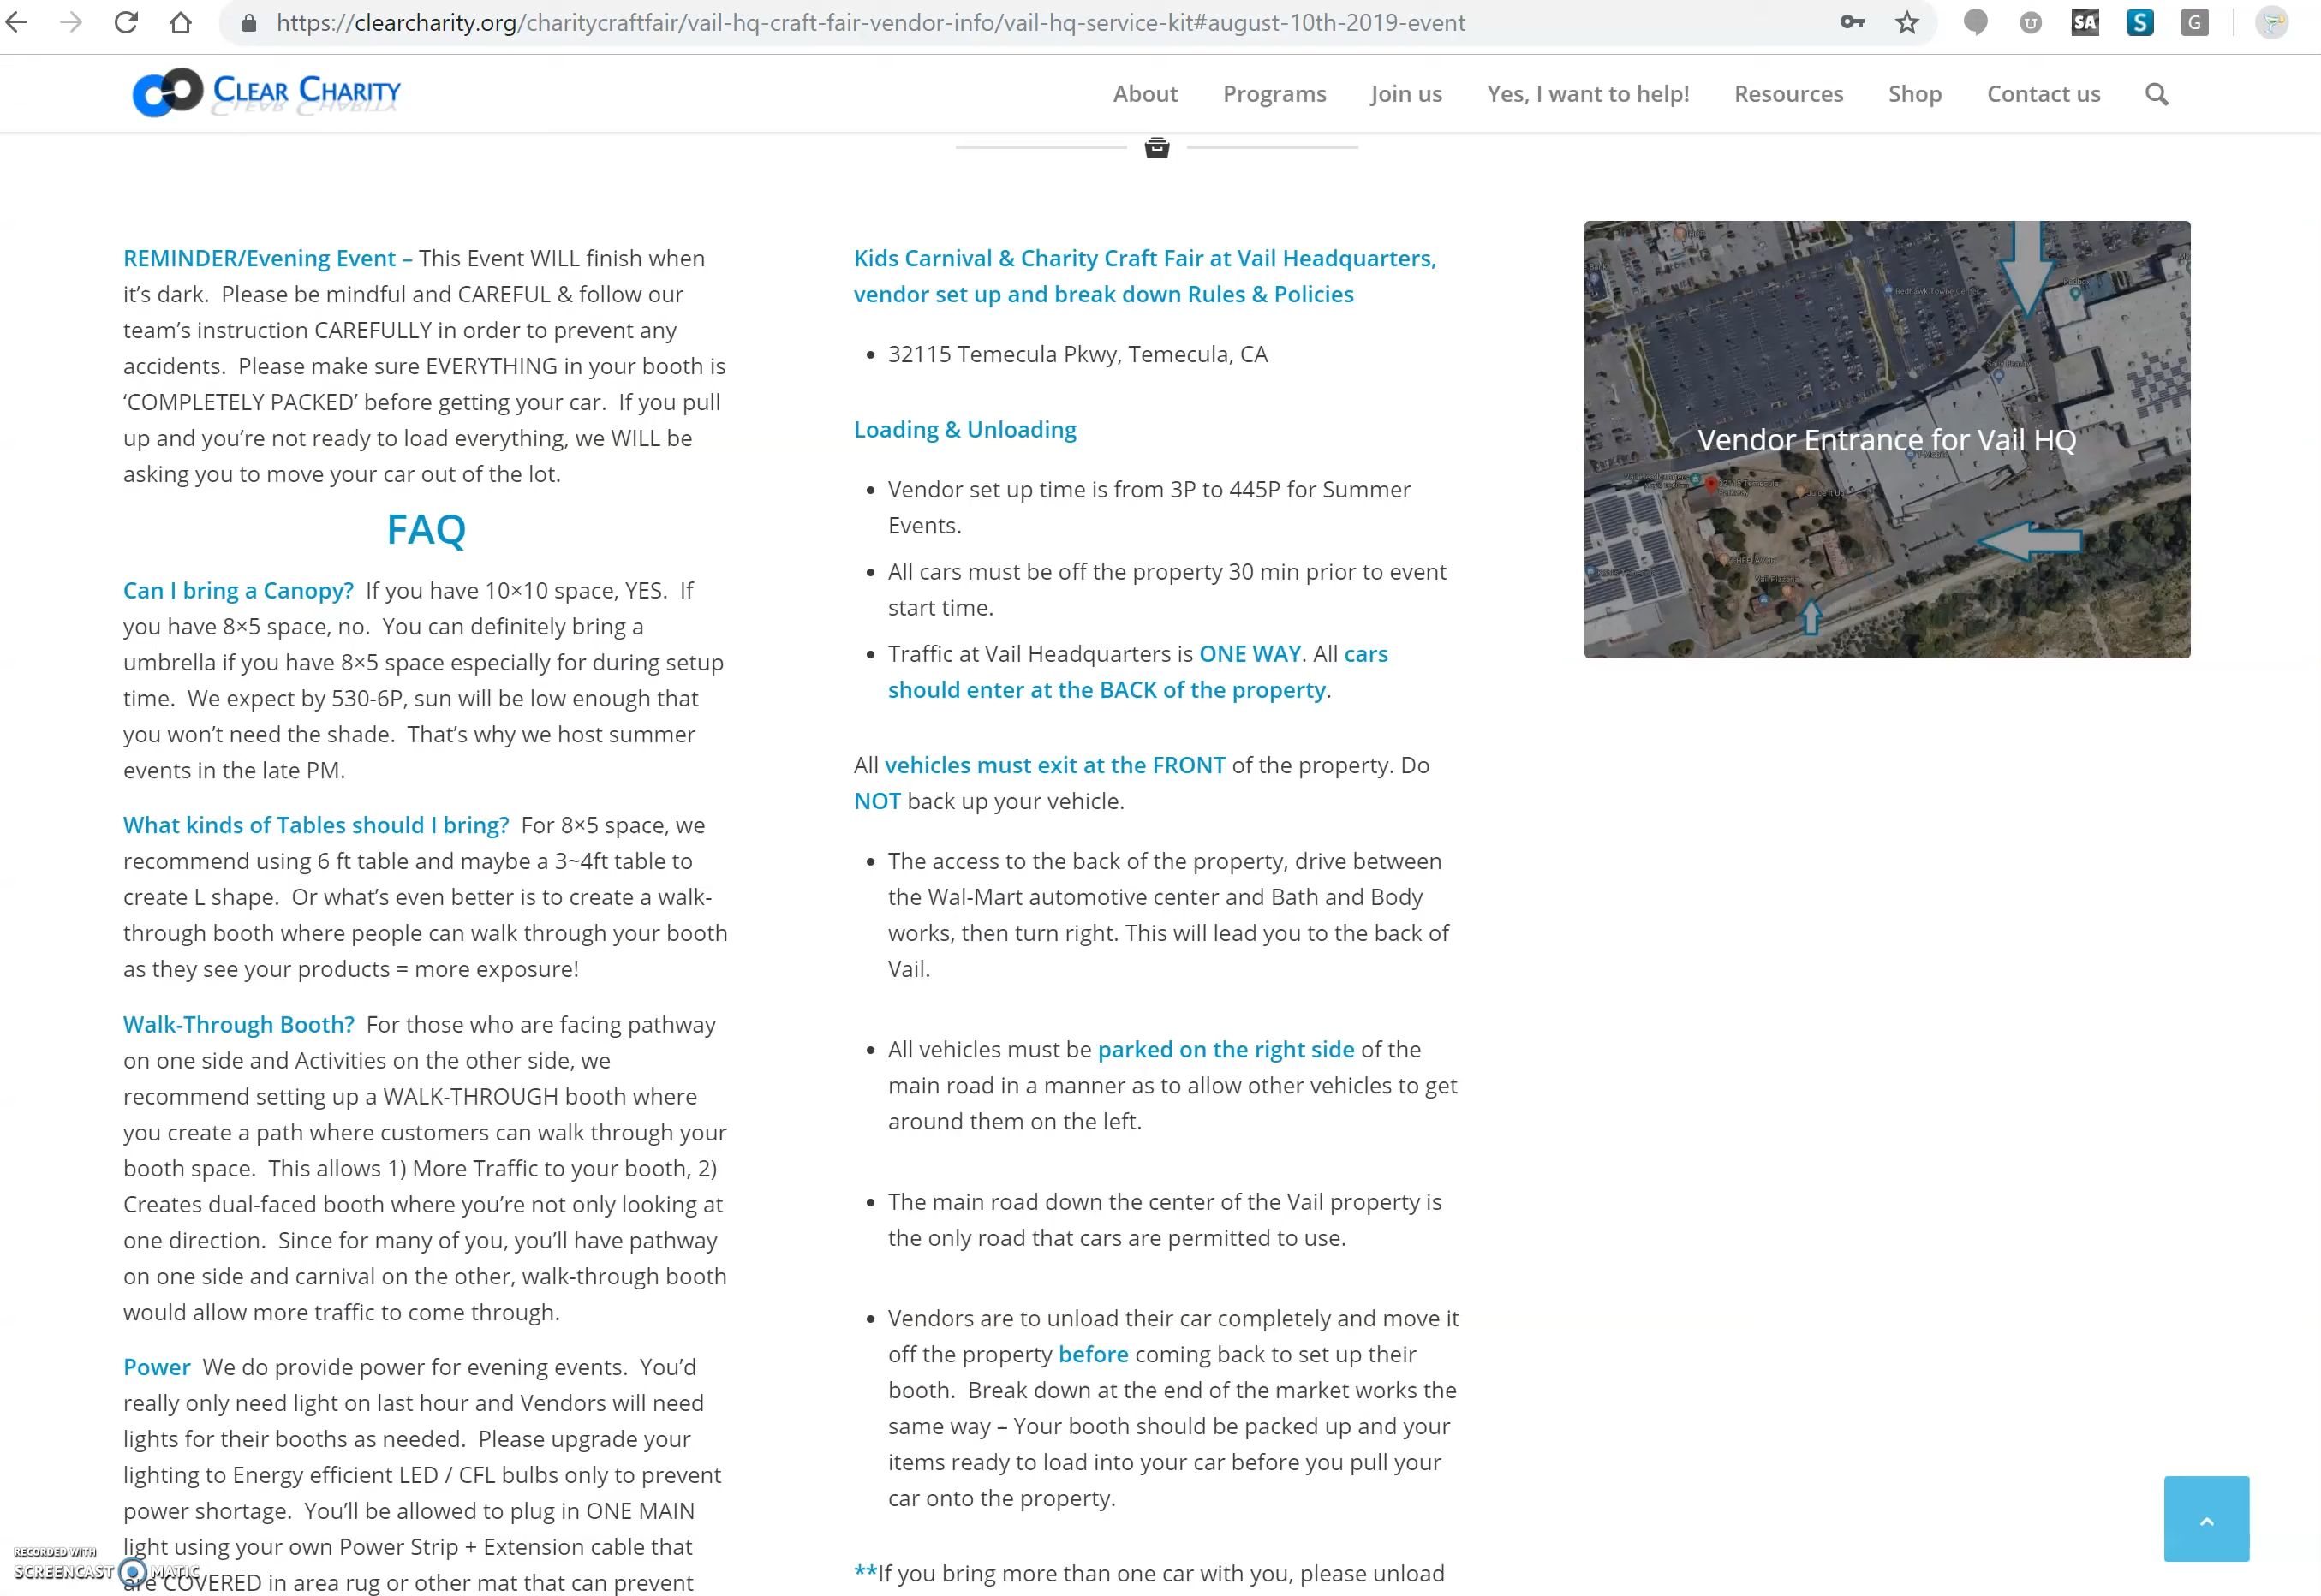 https://clearcharity.org/charitycraftfair/vail-hq-craft-fair-vendor-info/vail-hq-service-kit#august-10th-2019-event
U
SA
S
G
CLEAR CHARITY
About
Programs
Join us
Yes, I want to help!
Resources
Shop
Contact us
REMINDER/Evening Event – This Event WILL finish when
it’s dark.  Please be mindful and CAREFUL & follow our
team’s instruction CAREFULLY in order to prevent any
accidents.  Please make sure EVERYTHING in your booth is
‘COMPLETELY PACKED’ before getting your car.  If you pull
up and you’re not ready to load everything, we WILL be
asking you to move your car out of the lot.
FAQ
Can I bring a Canopy?  If you have 10×10 space, YES.  If
you have 8×5 space, no.  You can definitely bring a
umbrella if you have 8×5 space especially for during setup
time.  We expect by 530-6P, sun will be low enough that
you won’t need the shade.  That’s why we host summer
events in the late PM.
What kinds of Tables should I bring?  For 8×5 space, we
recommend using 6 ft table and maybe a 3~4ft table to
create L shape.  Or what’s even better is to create a walk-
through booth where people can walk through your booth
as they see your products = more exposure!
Walk-Through Booth?  For those who are facing pathway
on one side and Activities on the other side, we
recommend setting up a WALK-THROUGH booth where
you create a path where customers can walk through your
booth space.  This allows 1) More Traffic to your booth, 2)
Creates dual-faced booth where you’re not only looking at
one direction.  Since for many of you, you’ll have pathway
on one side and carnival on the other, walk-through booth
would allow more traffic to come through.
Power  We do provide power for evening events.  You’d
really only need light on last hour and Vendors will need
lights for their booths as needed.  Please upgrade your
lighting to Energy efficient LED / CFL bulbs only to prevent
power shortage.  You’ll be allowed to plug in ONE MAIN
light using your own Power Strip + Extension cable that
are COVERED in area rug or other mat that can prevent
Kids Carnival & Charity Craft Fair at Vail Headquarters,
vendor set up and break down Rules & Policies
• 32115 Temecula Pkwy, Temecula, CA
Loading & Unloading
• Vendor set up time is from 3P to 445P for Summer
Events.
• All cars must be off the property 30 min prior to event
start time.
• Traffic at Vail Headquarters is ONE WAY. All cars
should enter at the BACK of the property.
All vehicles must exit at the FRONT of the property. Do
NOT back up your vehicle.
• The access to the back of the property, drive between
the Wal-Mart automotive center and Bath and Body
works, then turn right. This will lead you to the back of
Vail.
• All vehicles must be parked on the right side of the
main road in a manner as to allow other vehicles to get
around them on the left.
• The main road down the center of the Vail property is
the only road that cars are permitted to use.
• Vendors are to unload their car completely and move it
off the property before coming back to set up their
booth.  Break down at the end of the market works the
same way – Your booth should be packed up and your
items ready to load into your car before you pull your
car onto the property.
**If you bring more than one car with you, please unload
Redhawk Towne Center
Vendor Entrance for Vail HQ
RECORDED WITH
SCREENCAST MATIC